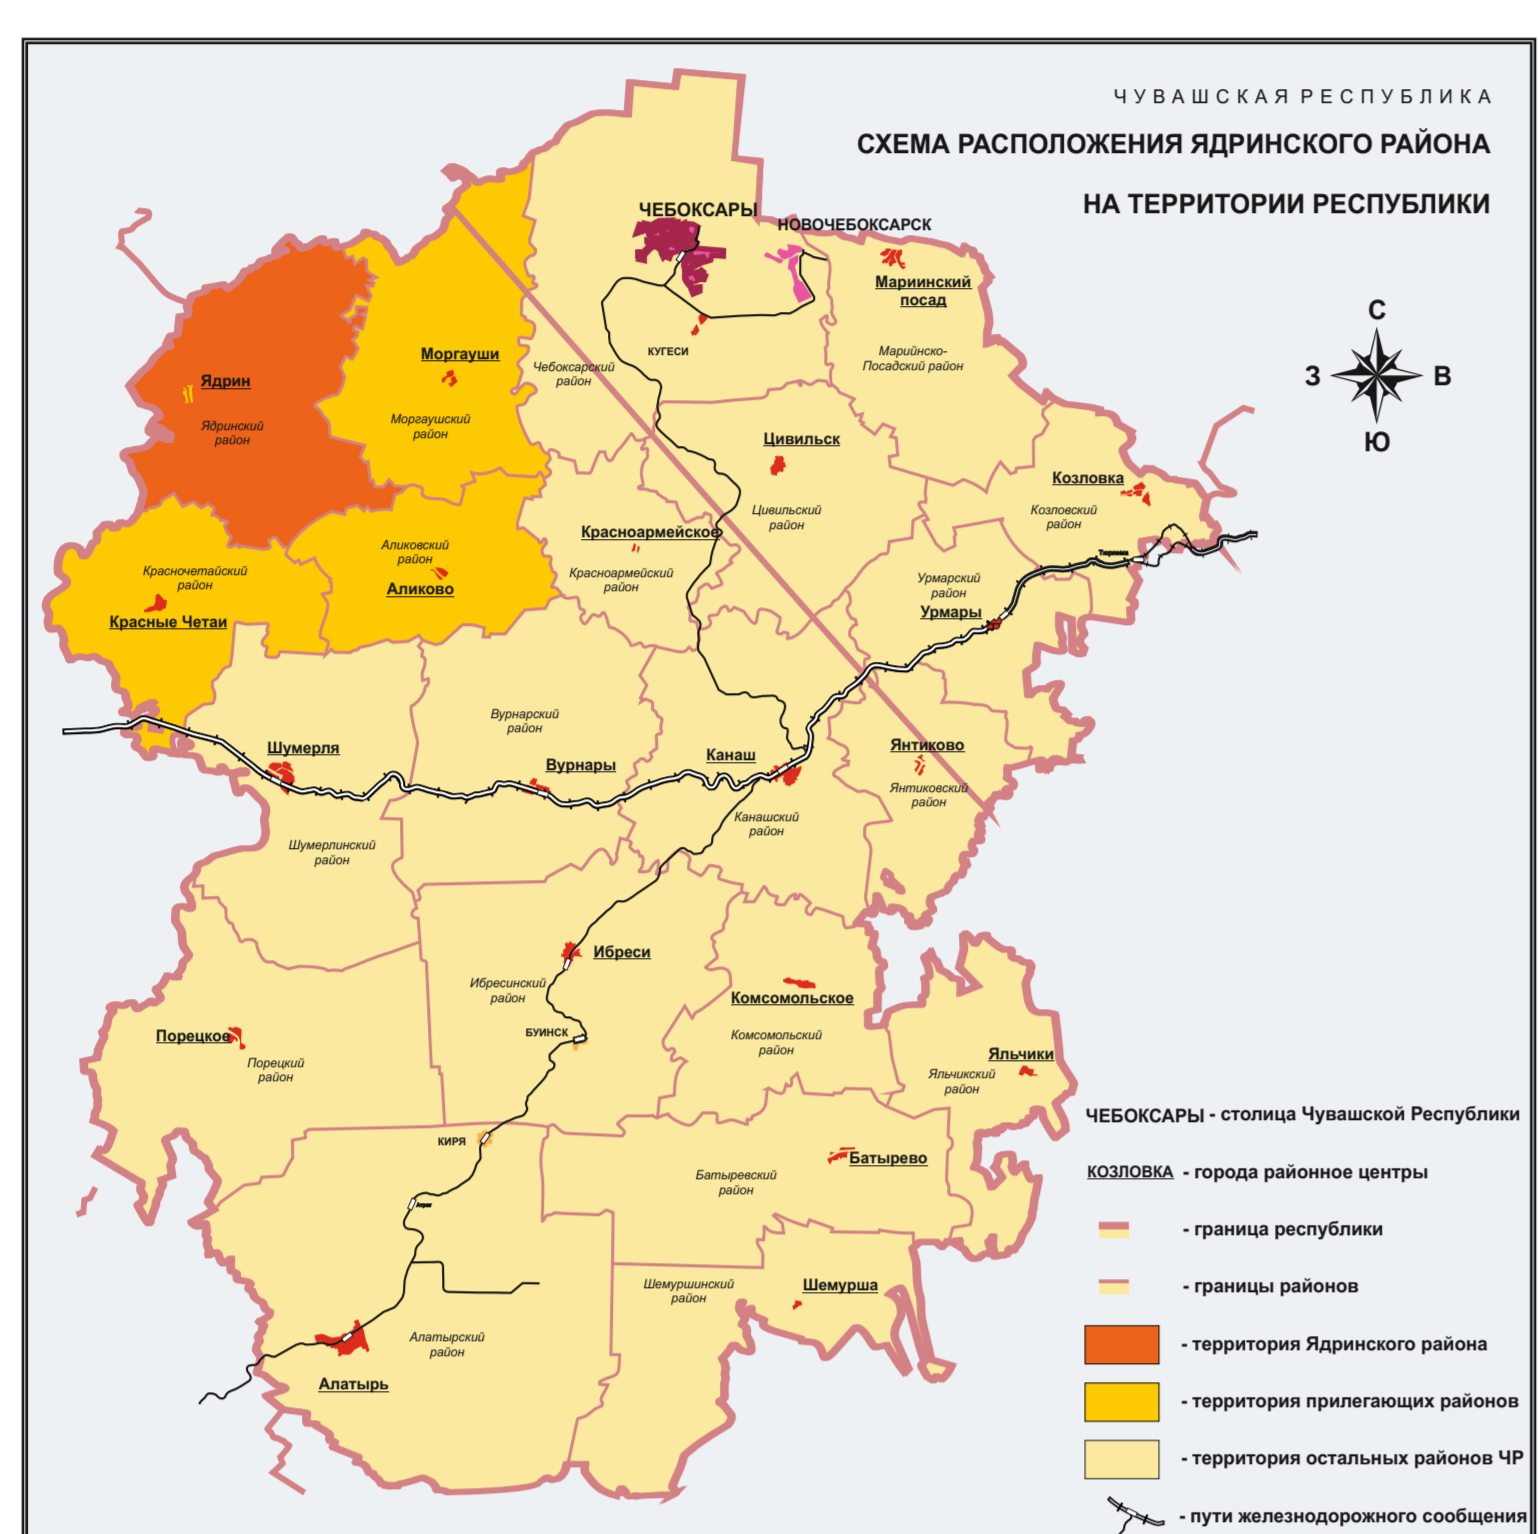 ЧУВАШСКАЯ РЕСПУБЛИКА
СХЕМА РАСПОЛОЖЕНИЯ ЯДРИНСКОГО РАЙОНА
НА ТЕРРИТОРИИ РЕСПУБЛИКИ
ЧЕБОКСАРЫ
НОВОЧЕБОКСАРСК
Мариинский
посад
С
З
В
Ю
КУГЕСИ
Марийнско-
Посадский район
Чебоксарский
район
Моргауши
Моргаушский
район
Ядрин
Ядринский
район
Цивильск
Цивильский
район
Козловка
Козловский
район
Красноармейское
Красноармейский
район
Аликовский
район
Аликово
Красночетайский
район
Красные Четаи
Тюрлема
Урмарский
район
Урмары
Вурнарский
район
Вурнары
Шумерля
Шумерлинский
район
Канаш
Канашский
район
Янтиково
Янтиковский
район
Ибреси
Ибресинский
район
БУИНСК
Комсомольское
Комсомольский
район
Порецкое
Порецкий
район
Яльчики
Яльчикский
район
КИРЯ
Батырево
Батыревский
район
Шемуршинский
район
Шемурша
Алатырский
район
Алатырь
ЧЕБОКСАРЫ - столица Чувашской Республики
КОЗЛОВКА - города районное центры
- граница республики
- границы районов
- территория Ядринского района
- территория прилегающих районов
- территория остальных районов ЧР
- пути железнодорожного сообщения